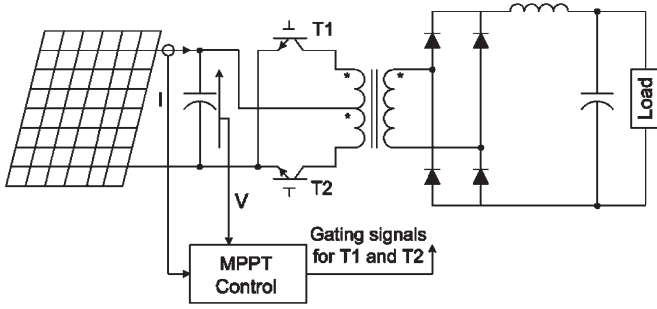 T1
*
*
*
I
Load
T2
V
Gating signals
for T1 and T2
MPPT
Control